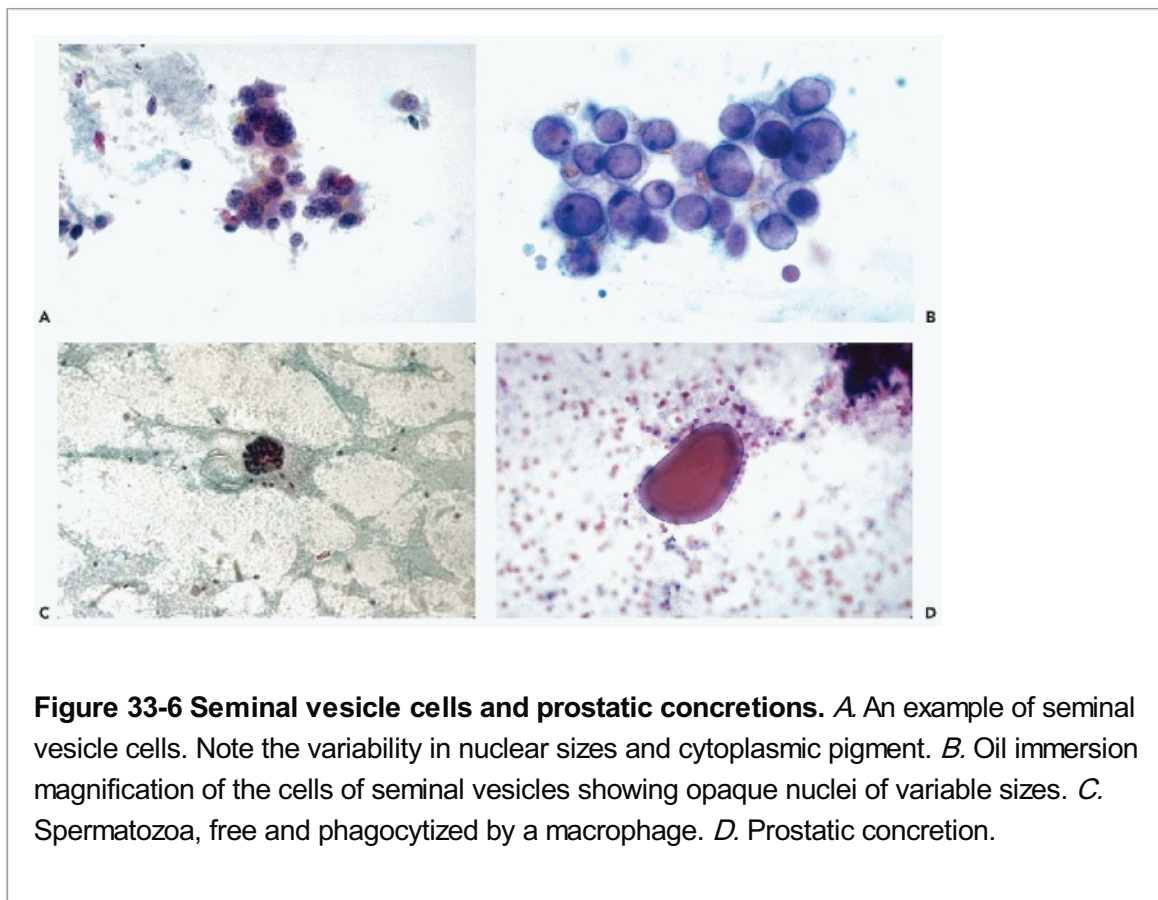 A
B
C
D
Figure 33-6 Seminal vesicle cells and prostatic concretions. A. An example of seminal
vesicle cells. Note the variability in nuclear sizes and cytoplasmic pigment. B. Oil immersion
magnification of the cells of seminal vesicles showing opaque nuclei of variable sizes. C.
Spermatozoa, free and phagocytized by a macrophage. D. Prostatic concretion.